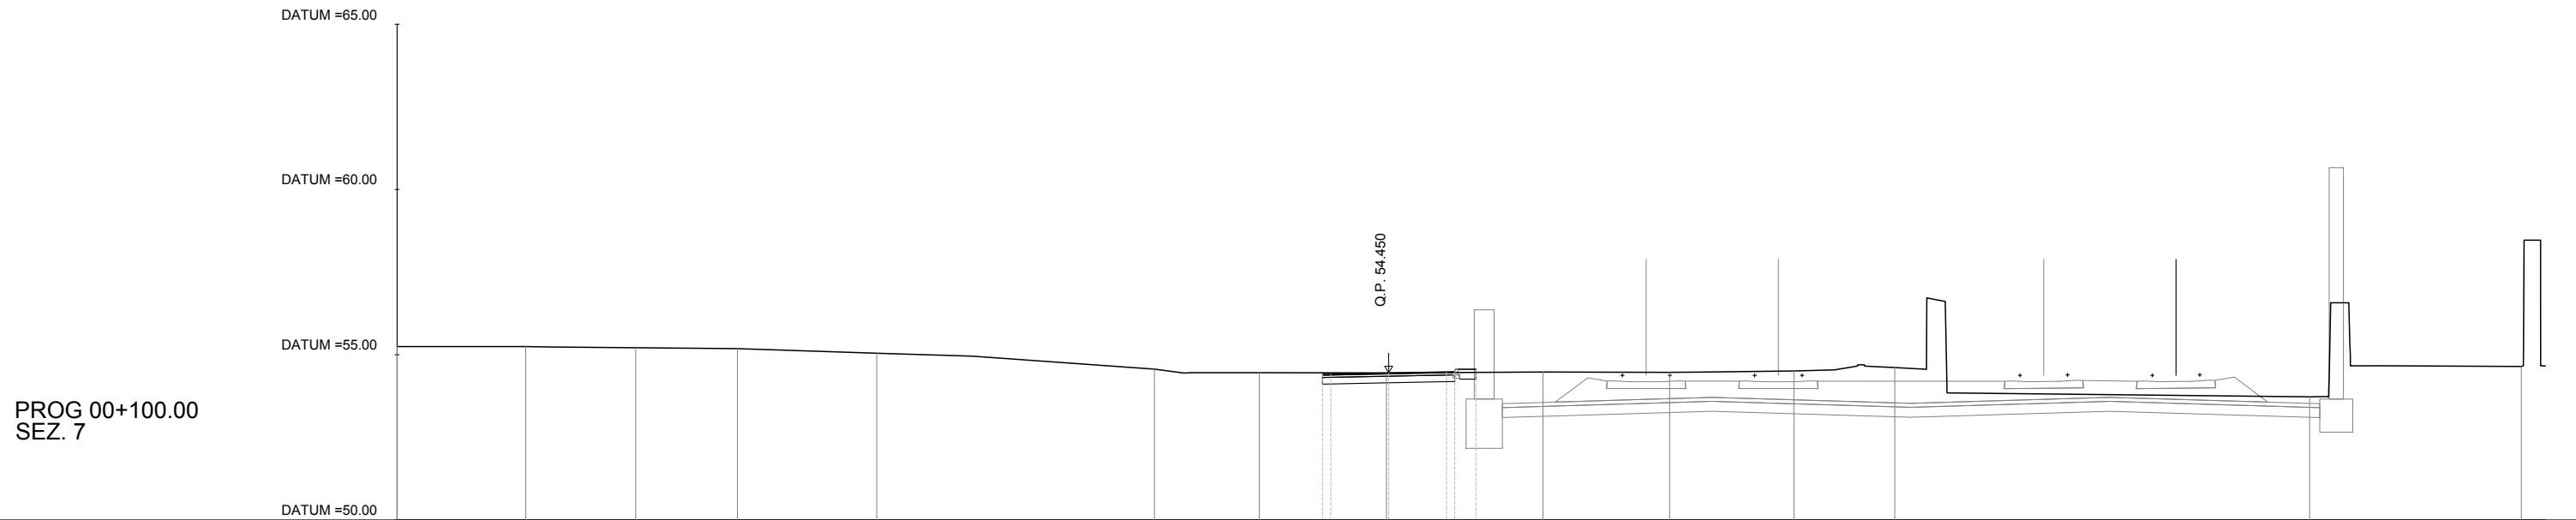 DATUM =65.00
DATUM =60.00
Q.P. 54.450
DATUM =55.00
PROG 00+100.00
SEZ. 7
DATUM =50.00